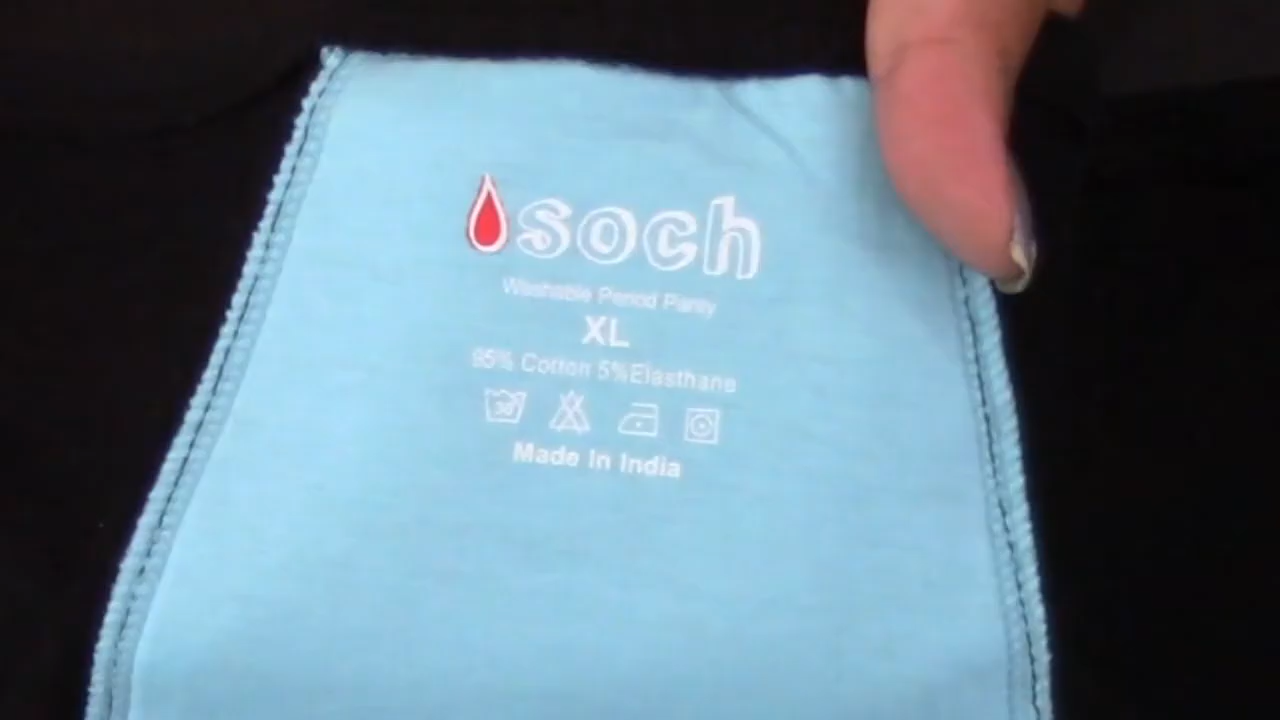 soch
Washable Period Panty
XL
95% Cotton 5%Elasthane
30
Made In India